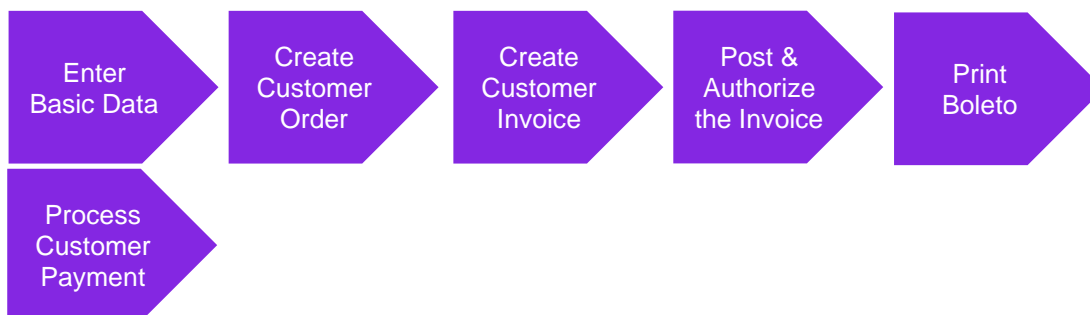 Enter
Basic Data
Create
Customer
Order
Create
Customer
Invoice
Post &
Authorize
the Invoice
Print
Boleto
Process
Customer
Payment